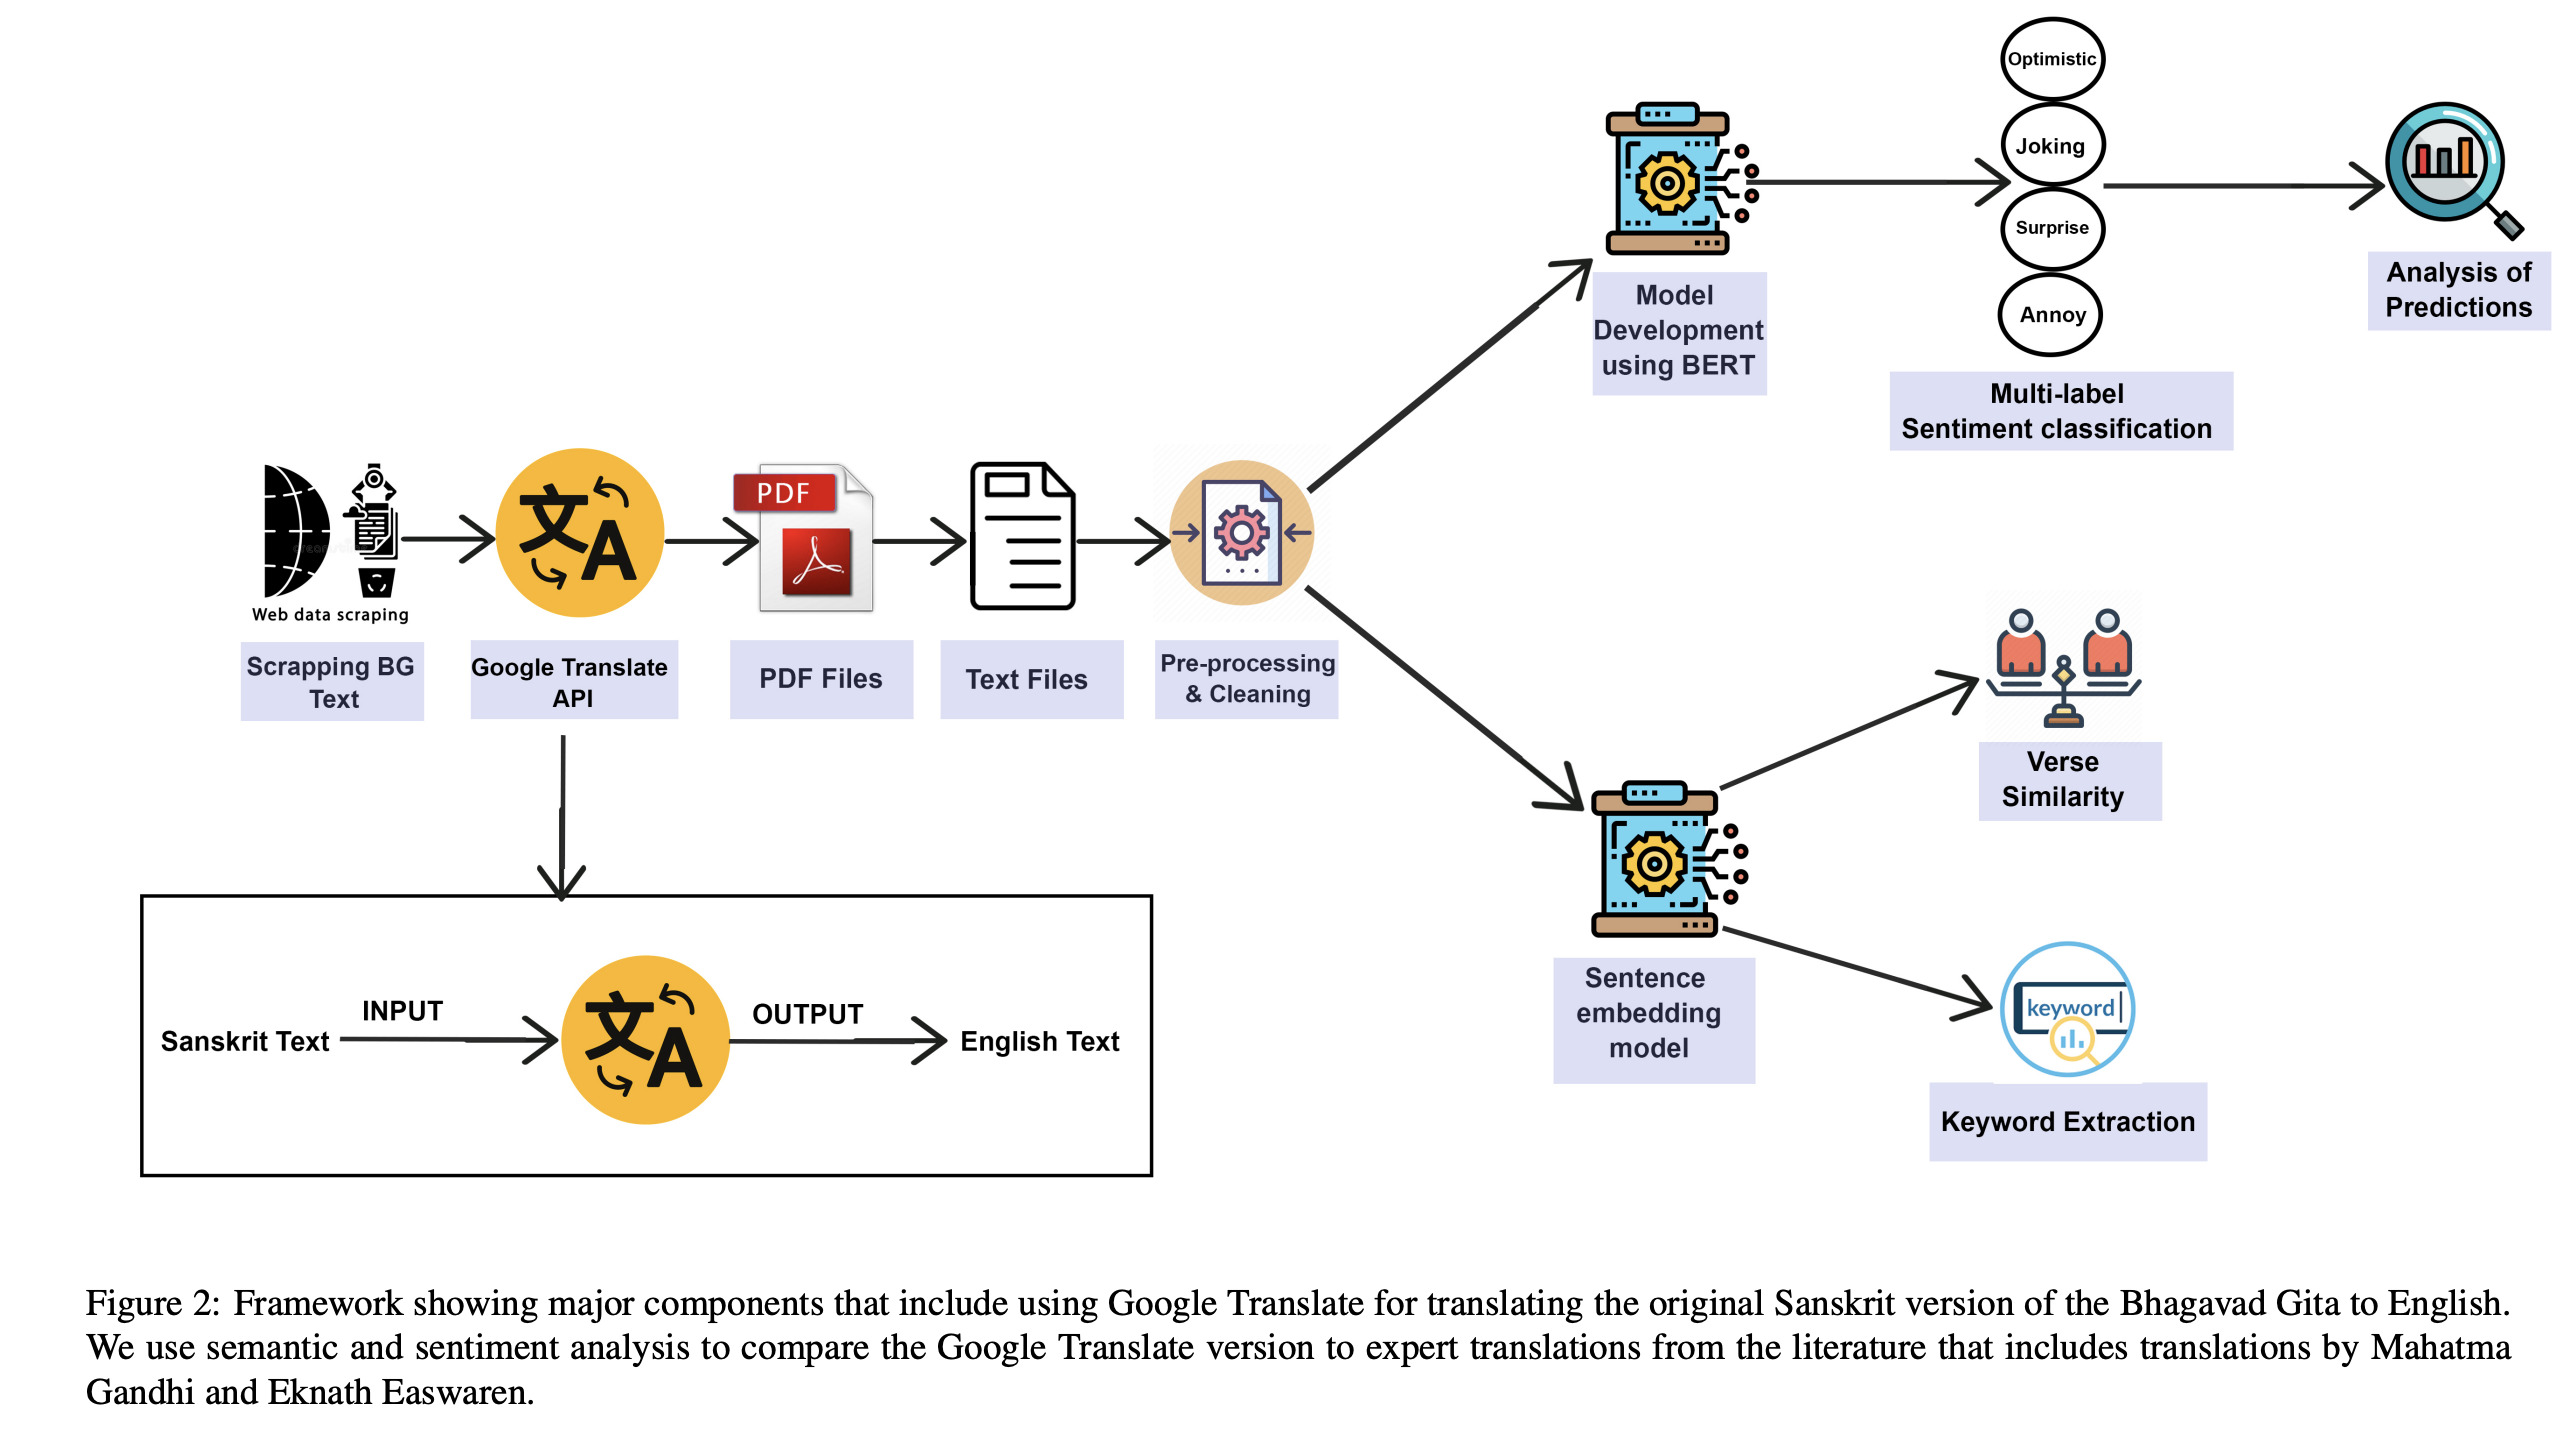 Optimistic
Joking
Surprise
Annoy
Model
Development
using BERT
Multi-label
Sentiment classification
Analysis of
Predictions
Web data scraping
Scrapping BG
Text
文A
Google Translate
API
PDF
PDF Files
Text Files
Pre-processing
& Cleaning
Verse
Similarity
Sentence
embedding
model
keyword
Keyword Extraction
Sanskrit Text
INPUT
文A
OUTPUT
English Text
Figure 2: Framework showing major components that include using Google Translate for translating the original Sanskrit version of the Bhagavad Gita to English.
We use semantic and sentiment analysis to compare the Google Translate version to expert translations from the literature that includes translations by Mahatma
Gandhi and Eknath Easwaren.